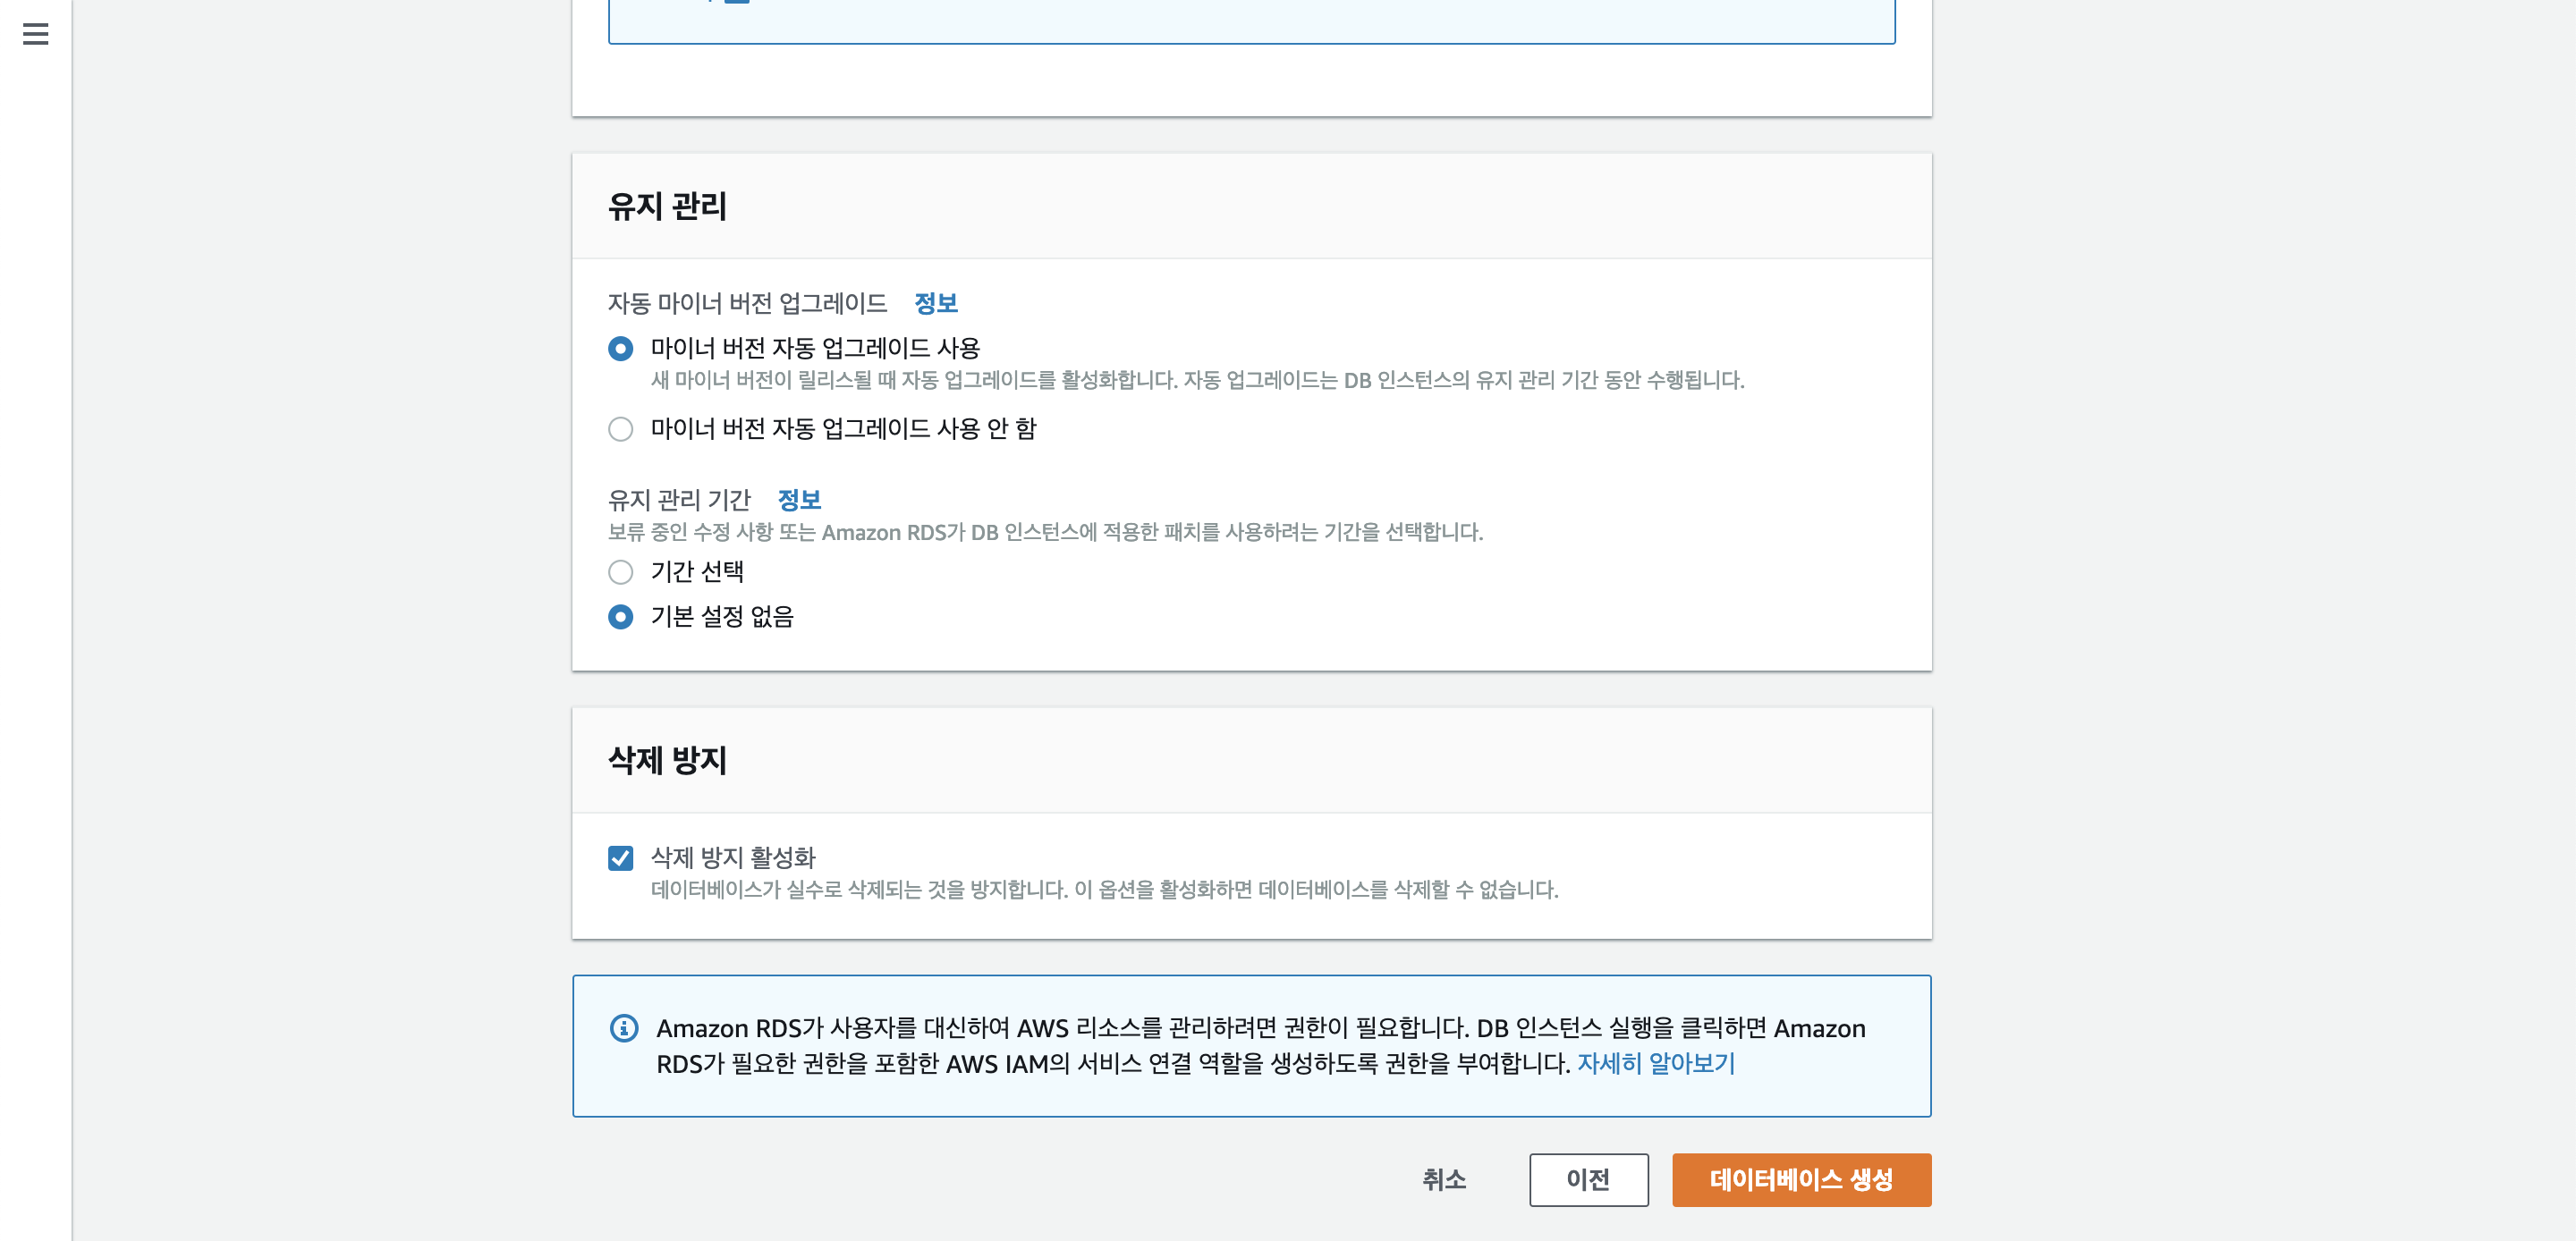 유지 관리
자동 마이너 버전 업그레이드 정보
마이너 버전 자동 업그레이드 사용
새 마이너 버전이 릴리스될 때 자동 업그레이드를 활성화합니다. 자동 업그레이드는 DB 인스턴스의 유지 관리 기간 동안 수행됩니다.
마이너 버전 자동 업그레이드 사용 안 함
유지 관리 기간 정보
보류 중인 수정 사항 또는 Amazon RDS가 DB 인스턴스에 적용한 패치를 사용하려는 기간을 선택합니다.
기간 선택
기본 설정 없음
삭제 방지
삭제 방지 활성화
데이터베이스가 실수로 삭제되는 것을 방지합니다. 이 옵션을 활성화하면 데이터베이스를 삭제할 수 없습니다.
Amazon RDS가 사용자를 대신하여 AWS 리소스를 관리하려면 권한이 필요합니다. DB 인스턴스 실행을 클릭하면 Amazon
RDS가 필요한 권한을 포함한 AWS IAM의 서비스 연결 역할을 생성하도록 권한을 부여합니다. 자세히 알아보기
취소 이전 데이터베이스 생성